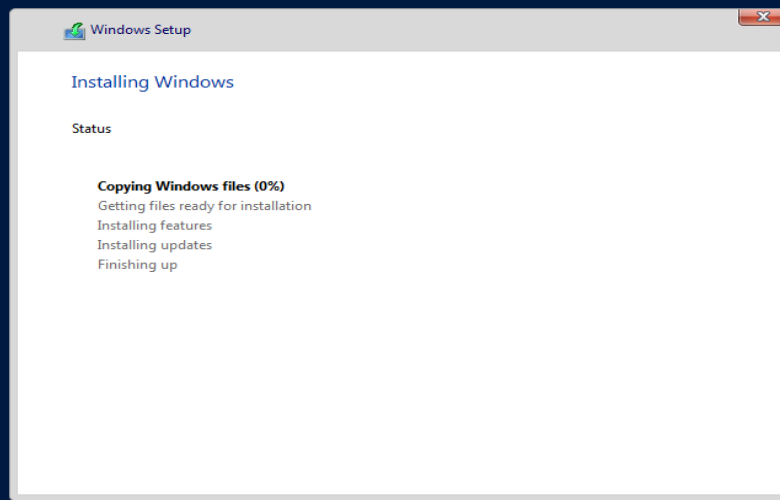 Windows Setup
Installing Windows
Status
Copying Windows files (0%)
Getting files ready for installation
Installing features
Installing updates
Finishing up